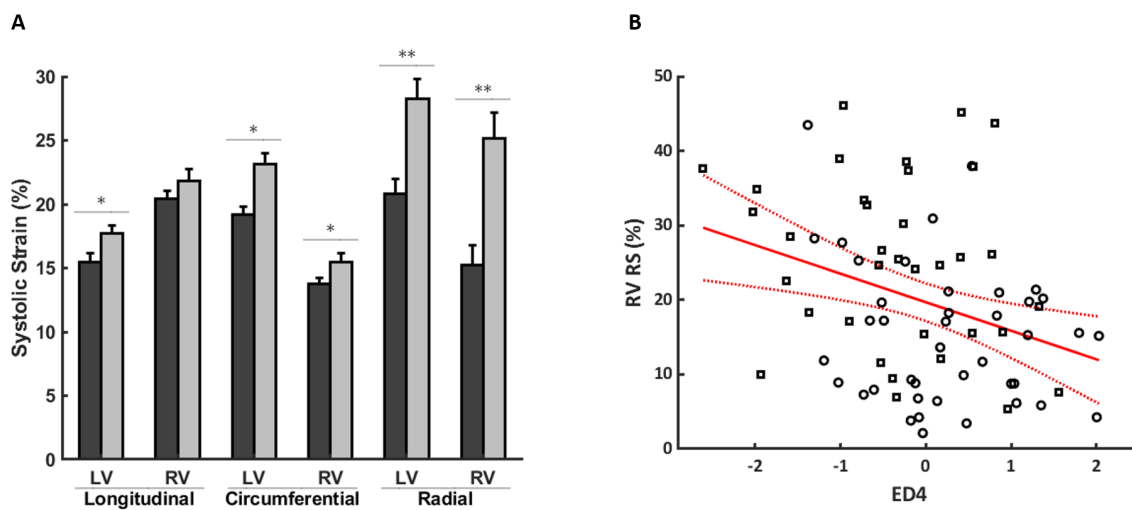 A
B
Systolic Strain (%)
30
25
20
15
10
5
0
*
*
*
**
**
LV RV LV RV LV RV
Longitudinal Circumferential Radial
RV RS (%)
50
40
30
20
10
0
-2 -1 0 1 2
ED4